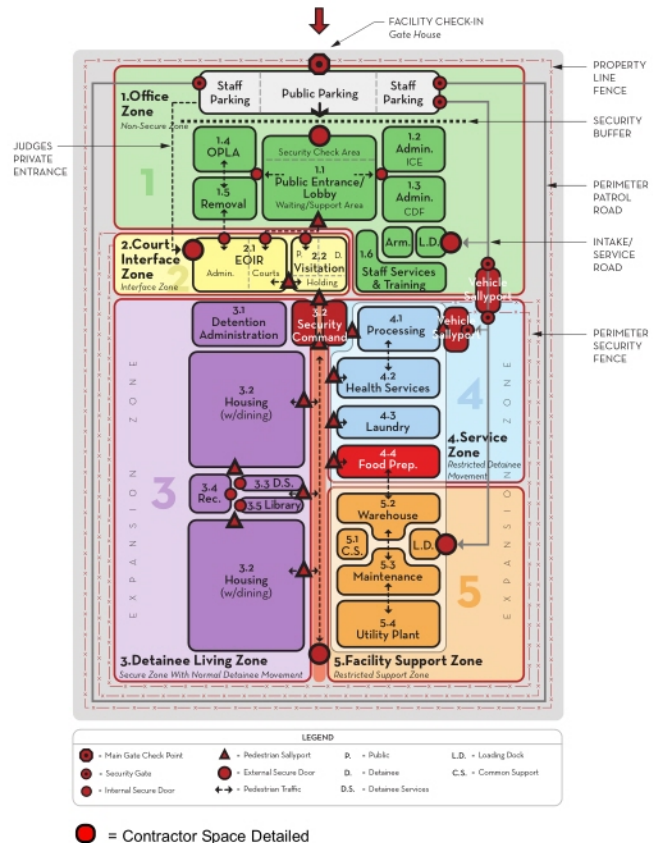 FACILITY CHECK-IN
Gate House
PROPERTY
LINE
FENCE
Staff
Parking
Public Parking
Staff
Parking
1.Office
Zone
Non-Secure Zone
SECURITY
BUFFER
JUDGES
PRIVATE
ENTRANCE
1
1.4
OPLA
Security Check Area
1.1
Public Entrance/
Lobby
Waiting/Support Area
1.2
Admin.
ICE
1.5
Removal
1.3
Admin.
CDF
PERIMETER
PATROL
ROAD
2.Court
Interface
Zone
Interface Zone
2
2.1
EOIR
Admin.
Courts
P.
D.
2.2
Visitation
Holding
1.6
Arm.
L.D.
Staff Services
& Training
INTAKE/
SERVICE
ROAD
Vehicle
Sallyport
3.1
Detention
Administration
3.2
Security
Command
4.1
Processing
Vehicle
Sallyport
PERIMETER
SECURITY
FENCE
EXPANSION ZONE
3
3.2
Housing
(w/dining)
4.2
Health Services
4
4.3
Laundry
4.Service
Zone
Restricted Detainee
Movement
4-4
Food Prep.
EXPANSION ZONE
3.4
Rec.
3.3 D.S.
3.5 Library
5.2
Warehouse
5.1
C.S.
L.D.
3.2
Housing
(w/dining)
5.3
Maintenance
5
5.4
Utility Plant
3.Detainee Living Zone
Secure Zone With Normal Detainee Movement
5.Facility Support Zone
Restricted Support Zone
LEGEND
= Main Gate Check Point
= Pedestrian Sallyport
P. = Public
L.D. = Loading Dock
= Security Gate
= External Secure Door
D. = Detainee
C.S. = Common Support
= Internal Secure Door
= Pedestrian Traffic
D.S. = Detainee Services
= Contractor Space Detailed